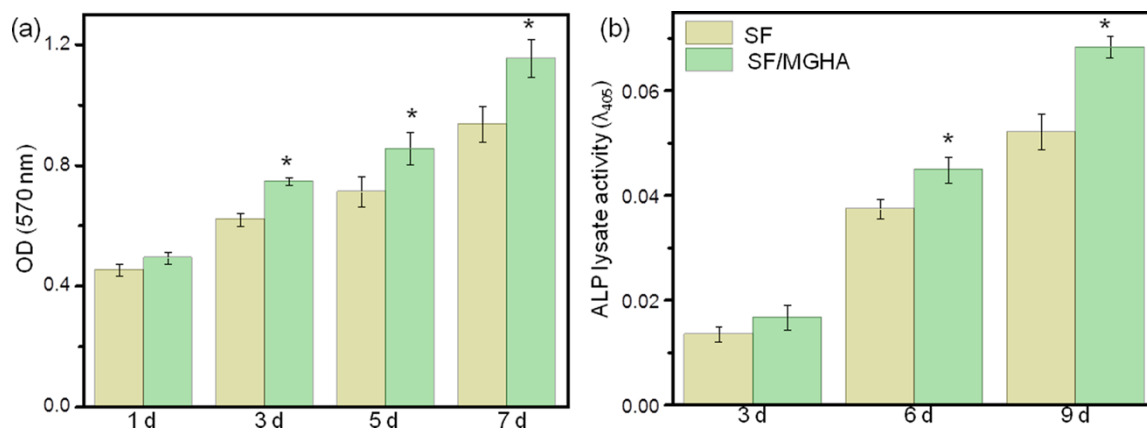 (a)
*
*
*
1.2
0.8
0.4
0.0
OD (570 nm)
1 d 3 d 5 d 7 d
(b)
SF
SF/MGHA
*
*
0.06
0.04
0.02
0.00
ALP lysate activity (λ₄₀₅)
3 d 6 d 9 d